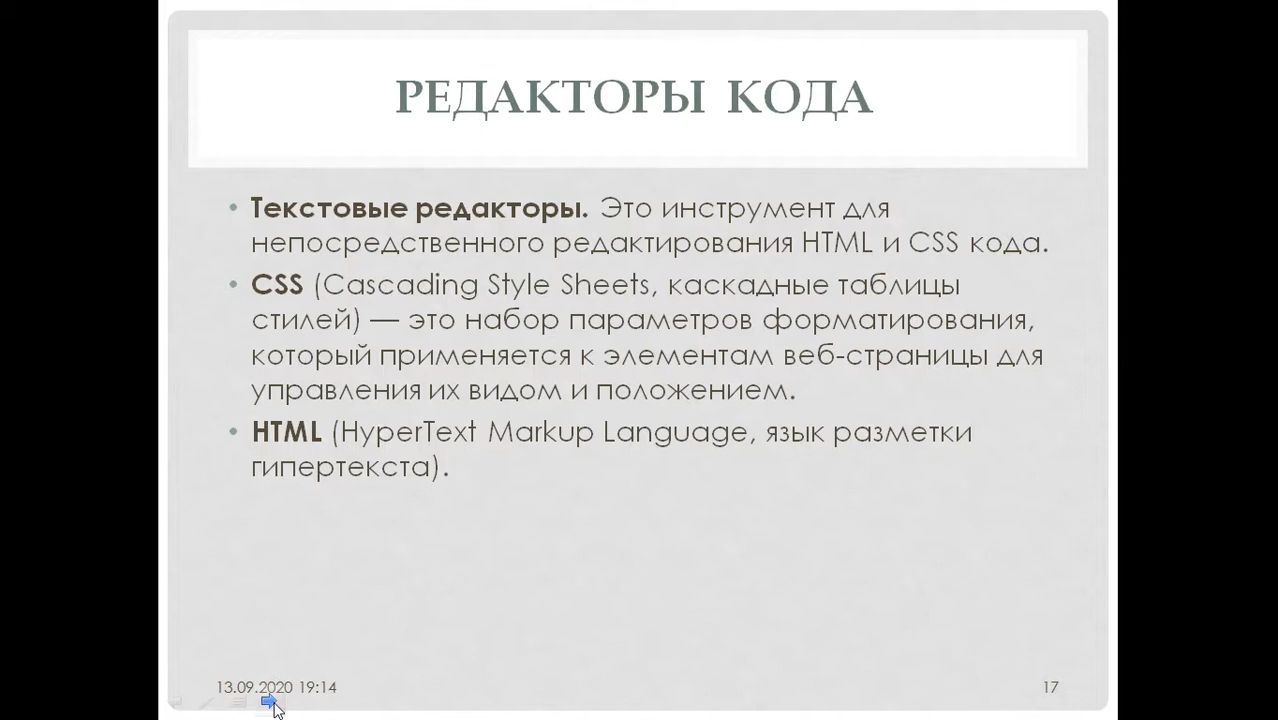 РЕДАКТОРЫ КОДА
• Текстовые редакторы. Это инструмент для
непосредственного редактирования HTML и CSS кода.
• CSS (Cascading Style Sheets, каскадные таблицы
стилей) — это набор параметров форматирования,
который применяется к элементам веб-страницы для
управления их видом и положением.
• HTML (HyperText Markup Language, язык разметки
гипертекста).
13.09.2020 19:14
17